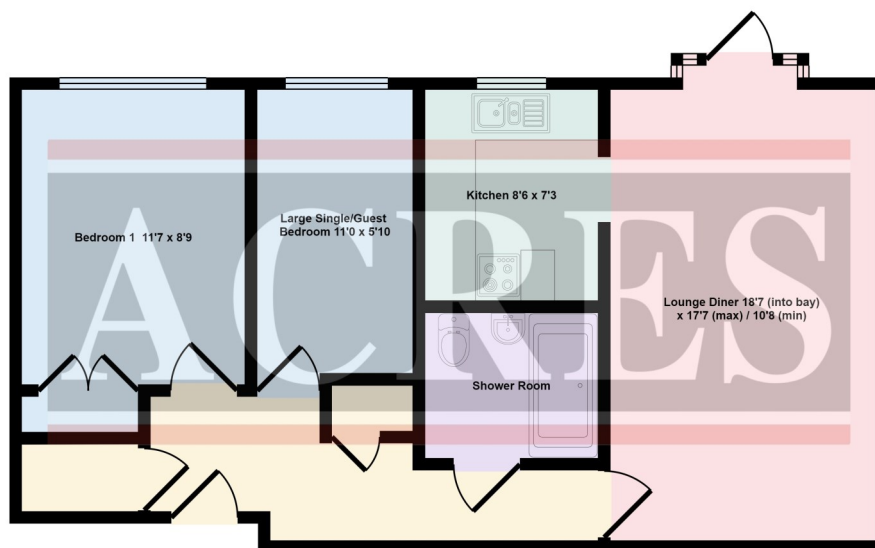 ACRES
Bedroom 1 11'7 x 8'9
Large Single/Guest
Bedroom 11'0 x 5'10
Kitchen 8'6 x 7'3
Lounge Diner 18'7 (into bay)
x 17'7 (max) / 10'8 (min)
Shower Room